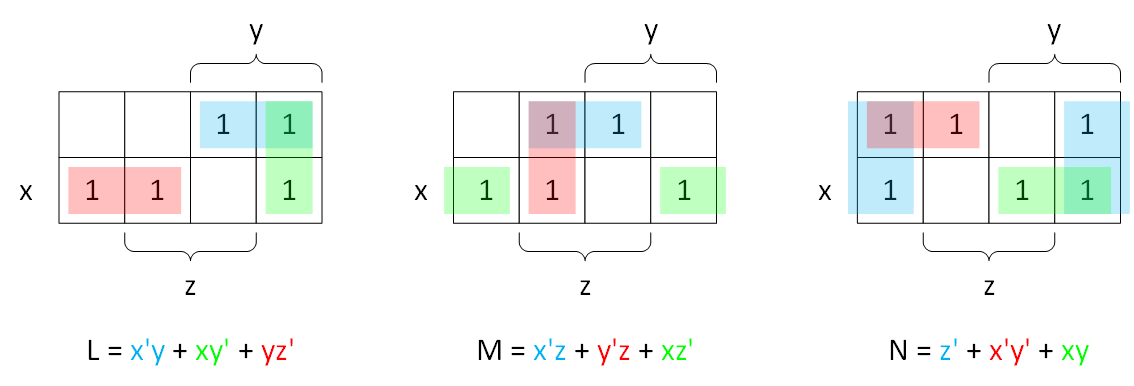 y y y
1 1 1 1 1 1 1
x 1 1 1 x 1 1 1 x 1 1 1
z z z
L = x'y + xy' + yz' M = x'z + y'z + xz' N = z' + x'y' + xy